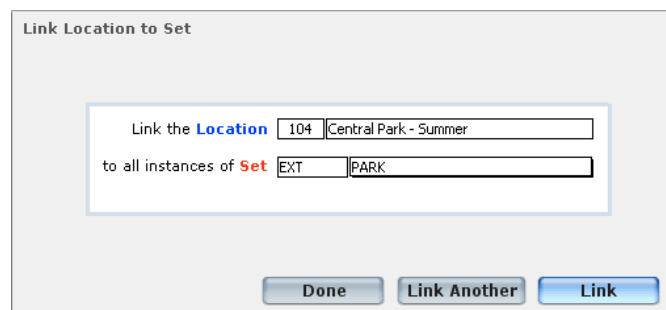 Link Location to Set
Link the Location 104 Central Park - Summer
to all instances of Set EXT PARK
Done Link Another Link